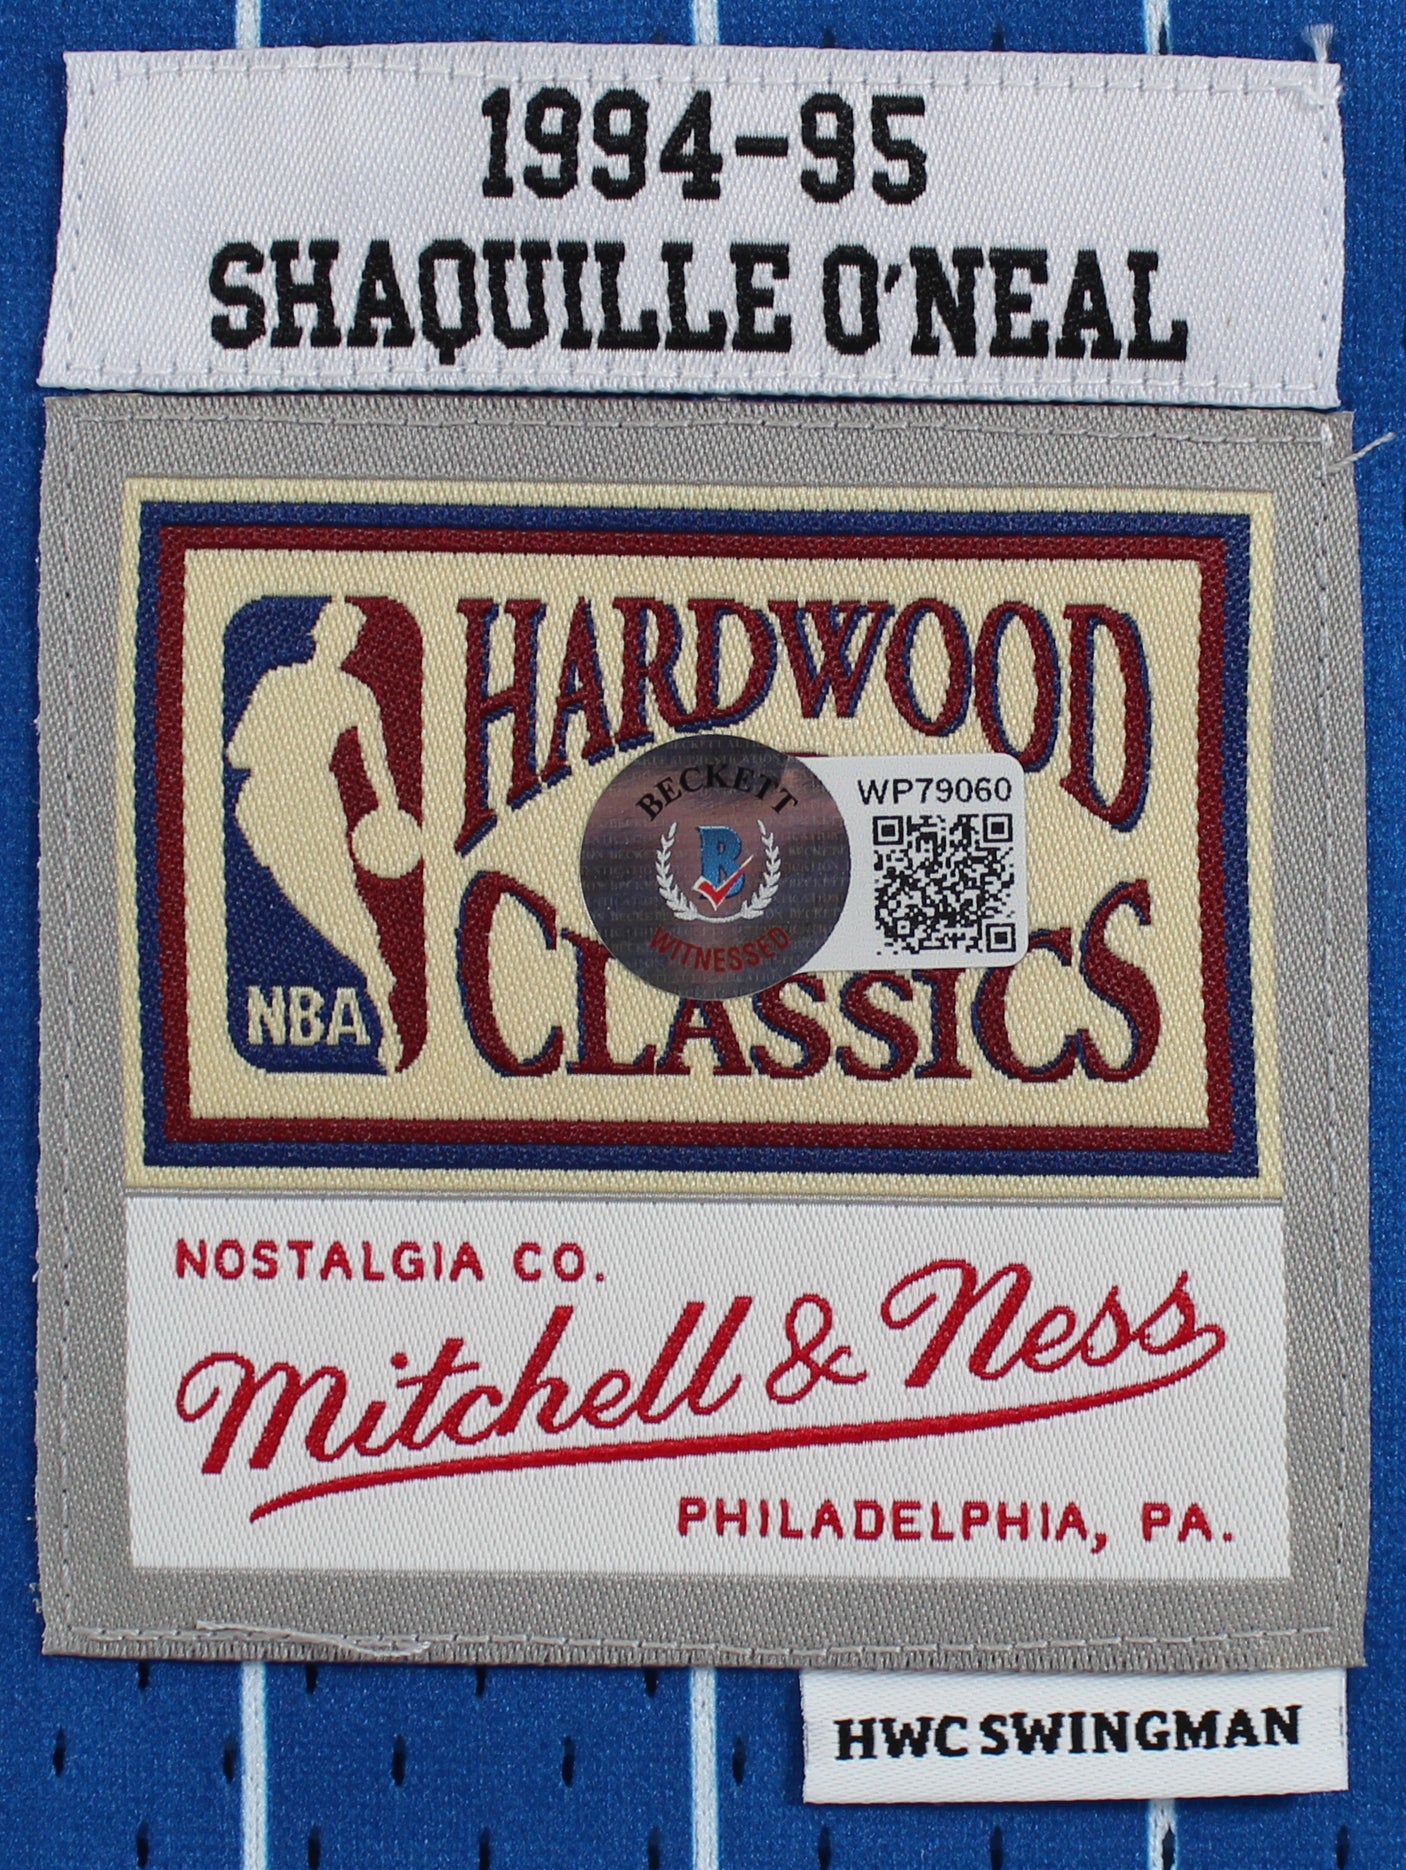 1994-95
SHAQUILLE O'NEAL
HARDWOOD
CLASSICS
NBA
BECKETT
B
WITNESSED
WP79060
NOSTALGIA CO.
Mitchell & Ness
PHILADELPHIA, PA.
HWC SWINGMAN